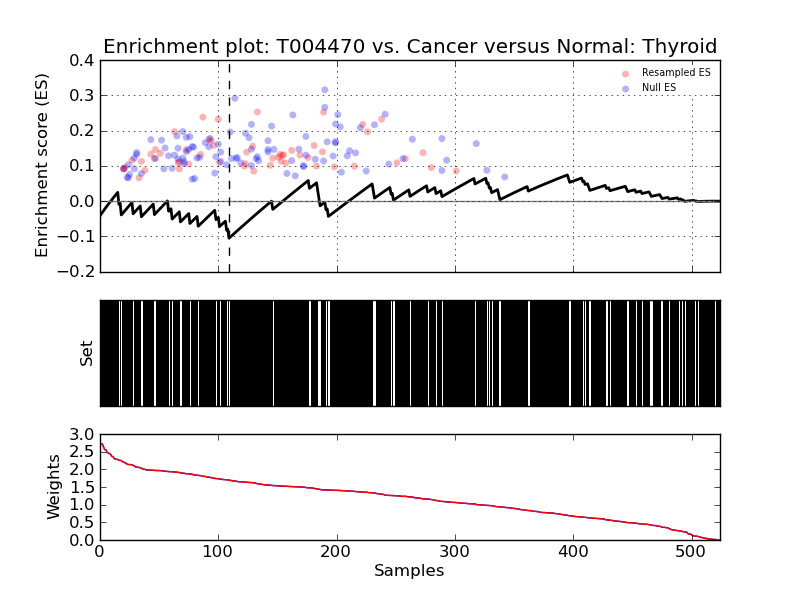 Enrichment plot: T004470 vs. Cancer versus Normal: Thyroid
0.4
0.3
0.2
0.1
0.0
−0.1
−0.2
Enrichment score (ES)
Resampled ES
Null ES
Set
3.0
2.5
2.0
1.5
1.0
0.5
0.0
Weights
0 100 200 300 400 500
Samples